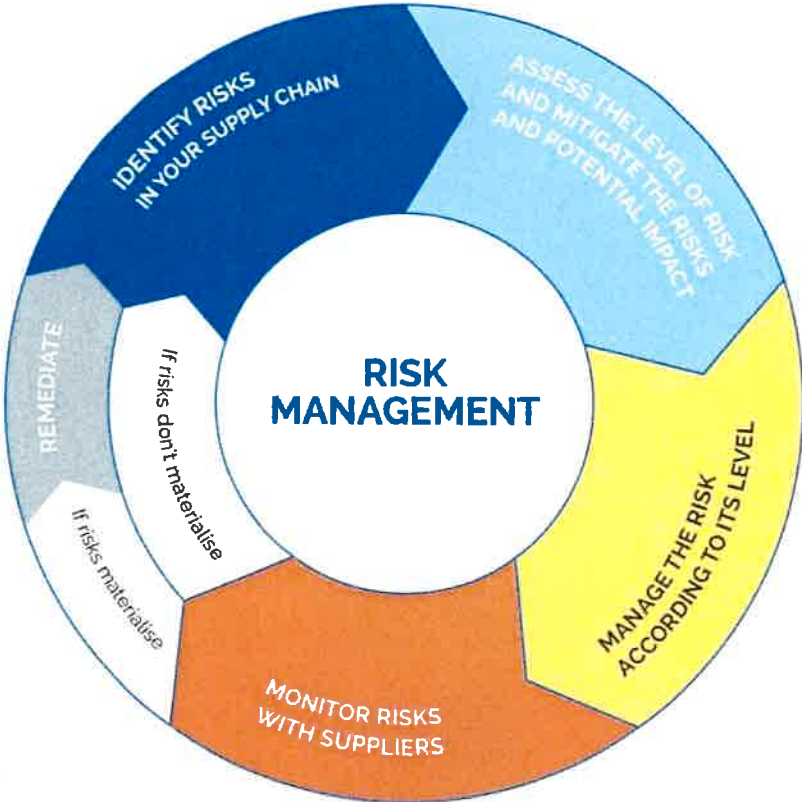 IDENTIFY RISKS
IN YOUR SUPPLY CHAIN
ASSESS THE LEVEL OF RISK
AND MITIGATE THE RISKS
AND POTENTIAL IMPACT
MANAGE THE RISK
ACCORDING TO ITS LEVEL
MONITOR RISKS
WITH SUPPLIERS
If risks materialise
REMEDIATE
If risks don't materialise
RISK
MANAGEMENT